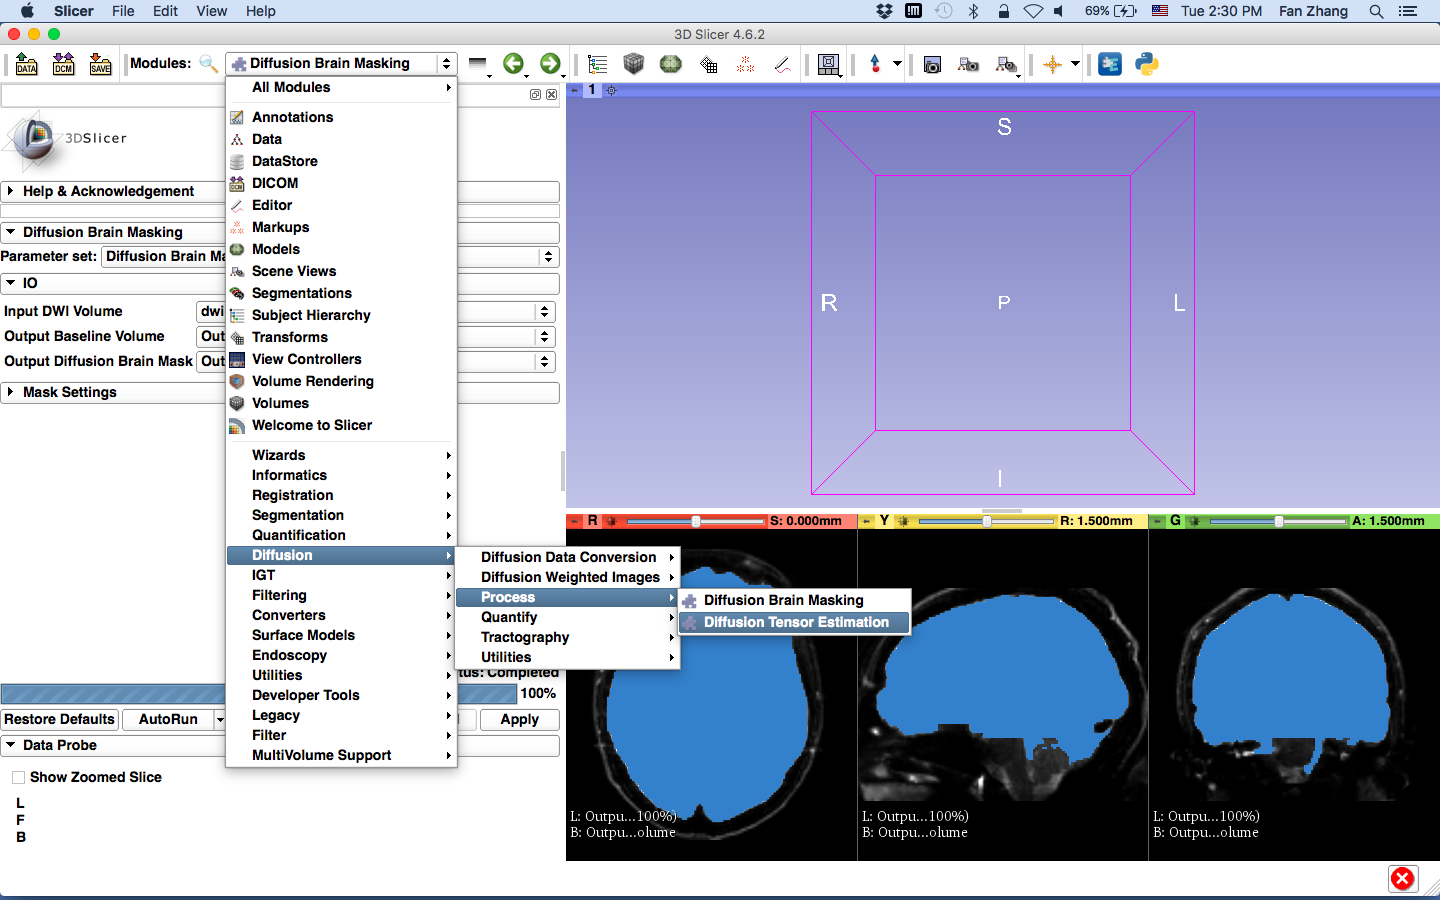 Slicer File Edit View Help
69% Tue 2:30 PM Fan Zhang
3D Slicer 4.6.2
DATA DCM SAVE Modules: Diffusion Brain Masking
All Modules
Annotations
Data
DataStore
DICOM
Editor
Markups
Models
Scene Views
Segmentations
Subject Hierarchy
Transforms
View Controllers
Volume Rendering
Volumes
Welcome to Slicer
Wizards
Informatics
Registration
Segmentation
Quantification
Diffusion
IGT
Filtering
Converters
Surface Models
Endoscopy
Utilities
Developer Tools
Legacy
Filter
MultiVolume Support
Diffusion Data Conversion
Diffusion Weighted Images
Process
Quantify
Tractography
Utilities
Diffusion Brain Masking
Diffusion Tensor Estimation
3DSlicer
Help & Acknowledgement
Diffusion Brain Masking
Parameter set: Diffusion Brain Ma
IO
Input DWI Volume dwi
Output Baseline Volume Out
Output Diffusion Brain Mask Out
Mask Settings
tus: Completed
100%
Restore Defaults AutoRun Apply
Data Probe
Show Zoomed Slice
L
F
B
1
S
R P L
I
R S: 0.000mm
Y R: 1.500mm
G A: 1.500mm
L: Outpu...100%)
B: Outpu...olume
L: Outpu...100%)
B: Outpu...olume
L: Outpu...100%)
B: Outpu...olume